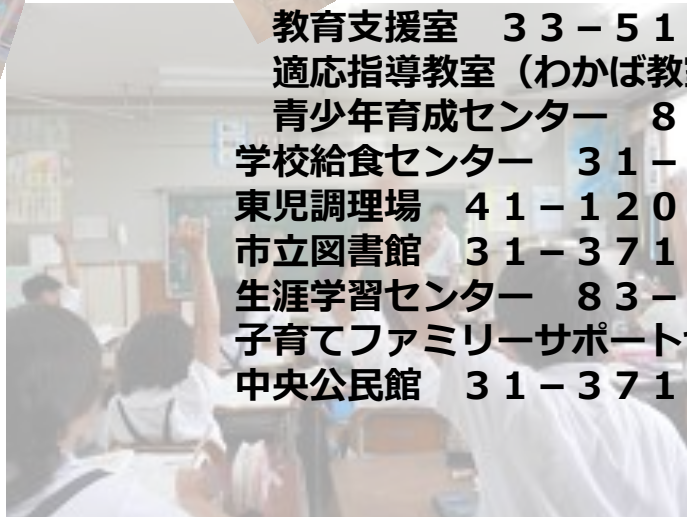 教育支援室　３３－５１
適応指導教室（わかば教
青少年育成センター　８
学校給食センター　３１－
東児調理場　４１－１２０
市立図書館　３１－３７１
生涯学習センター　８３－
子育てファミリーサポート
中央公民館　３１－３７１